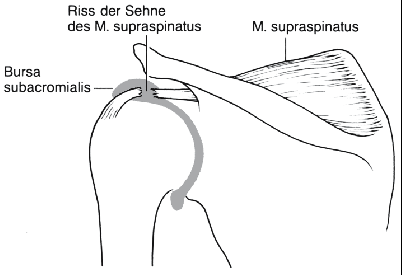 Riss der Sehne
des M. supraspinatus
M. supraspinatus
Bursa
subacromialis